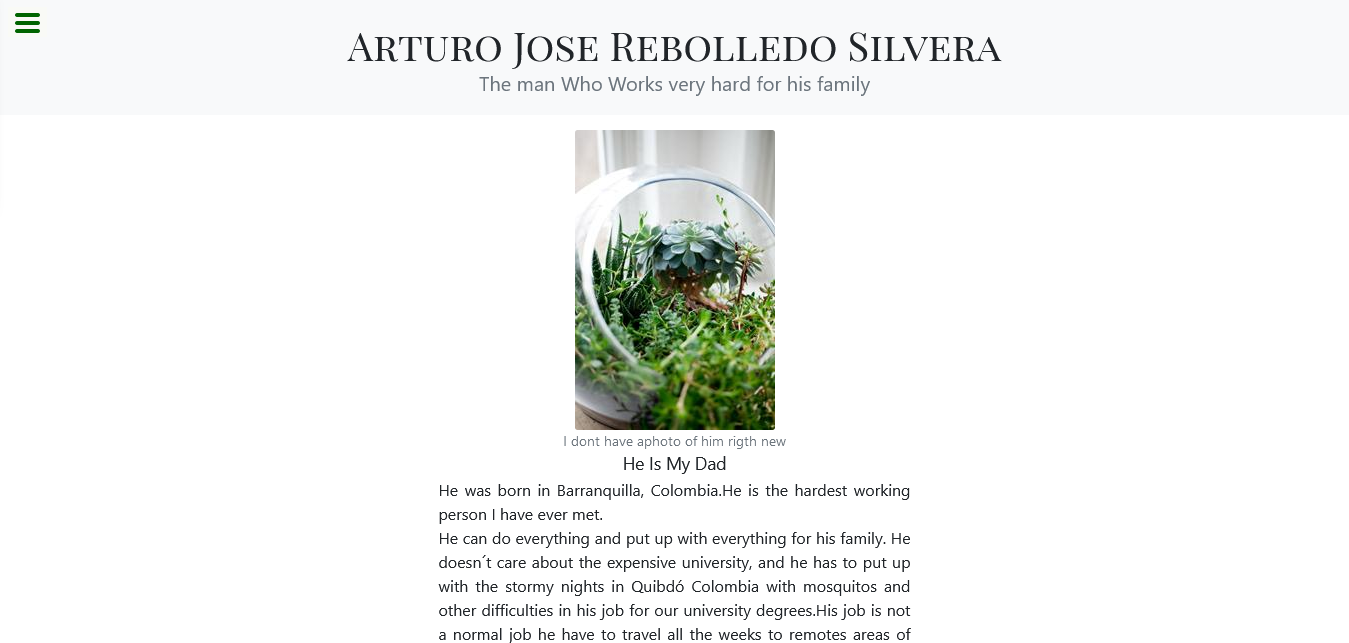 Arturo Jose Rebolledo Silvera
The man Who Works very hard for his family
I dont have aphoto of him rigth new
He Is My Dad
He was born in Barranquilla, Colombia.He is the hardest working
person I have ever met.
He can do everything and put up with everything for his family. He
doesn´t care about the expensive university, and he has to put up
with the stormy nights in Quibdó Colombia with mosquitos and
other difficulties in his job for our university degrees.His job is not
a normal job he have to travel all the weeks to remotes areas of